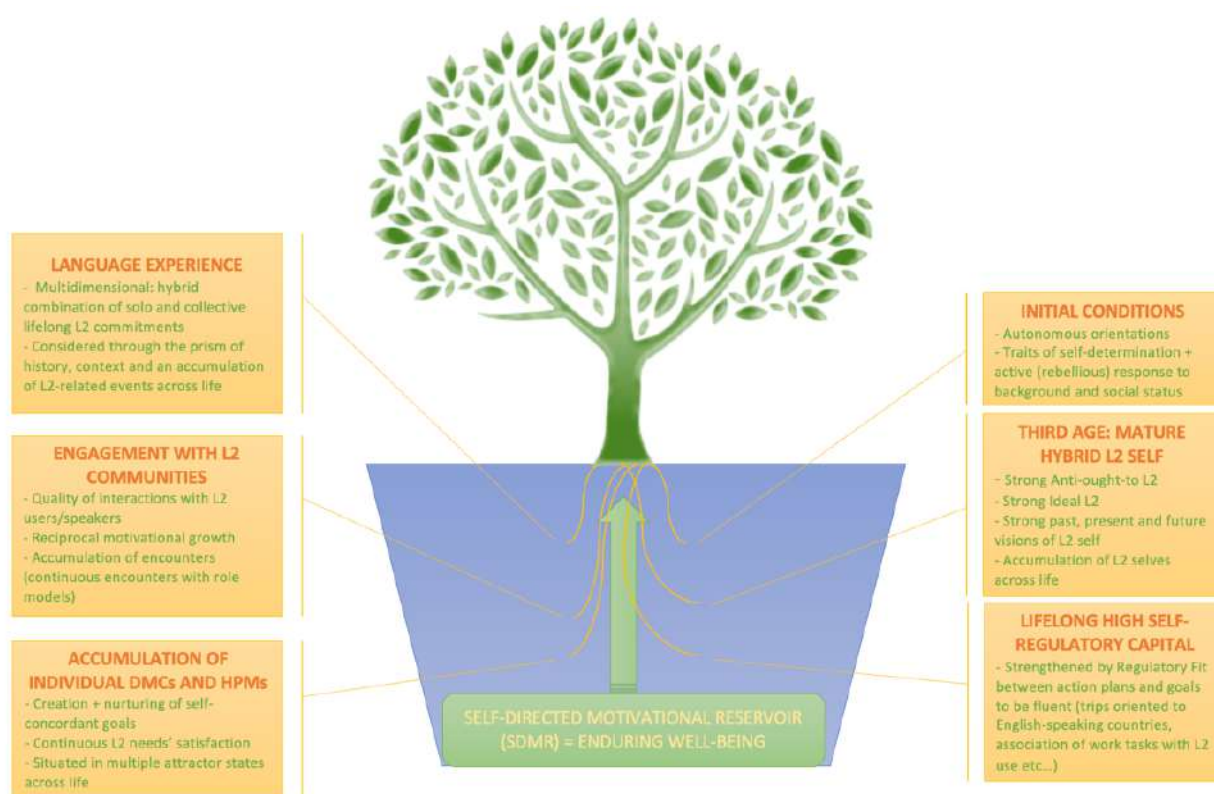 LANGUAGE EXPERIENCE
- Multidimensional: hybrid
combination of solo and collective
lifelong L2 commitments
- Considered through the prism of
history, context and an accumulation
of L2-related events across life
ENGAGEMENT WITH L2
COMMUNITIES
- Quality of interactions with L2
users/speakers
- Reciprocal motivational growth
- Accumulation of encounters
(continuous encounters with role
models)
ACCUMULATION OF
INDIVIDUAL DMCs AND HPMs
- Creation + nurturing of self-
concordant goals
- Continuous L2 needs' satisfaction
- Situated in multiple attractor states
across life
SELF-DIRECTED MOTIVATIONAL RESERVOIR
(SDMR) = ENDURING WELL-BEING
INITIAL CONDITIONS
- Autonomous orientations
- Traits of self-determination +
active (rebellious) response to
background and social status
THIRD AGE: MATURE
HYBRID L2 SELF
- Strong Anti-ought-to L2
- Strong Ideal L2
- Strong past, present and future
visions of L2 self
- Accumulation of L2 selves
across life
LIFELONG HIGH SELF-
REGULATORY CAPITAL
- Strengthened by Regulatory Fit
between action plans and goals
to be fluent (trips oriented to
English-speaking countries,
association of work tasks with L2
use etc...)